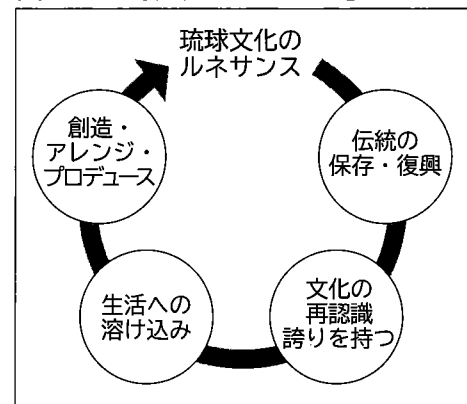 琉球文化の
ルネサンス
伝統の
保存・復興
文化の
再認識
誇りを持つ
生活への
溶け込み
創造・
アレンジ・
プロデュース